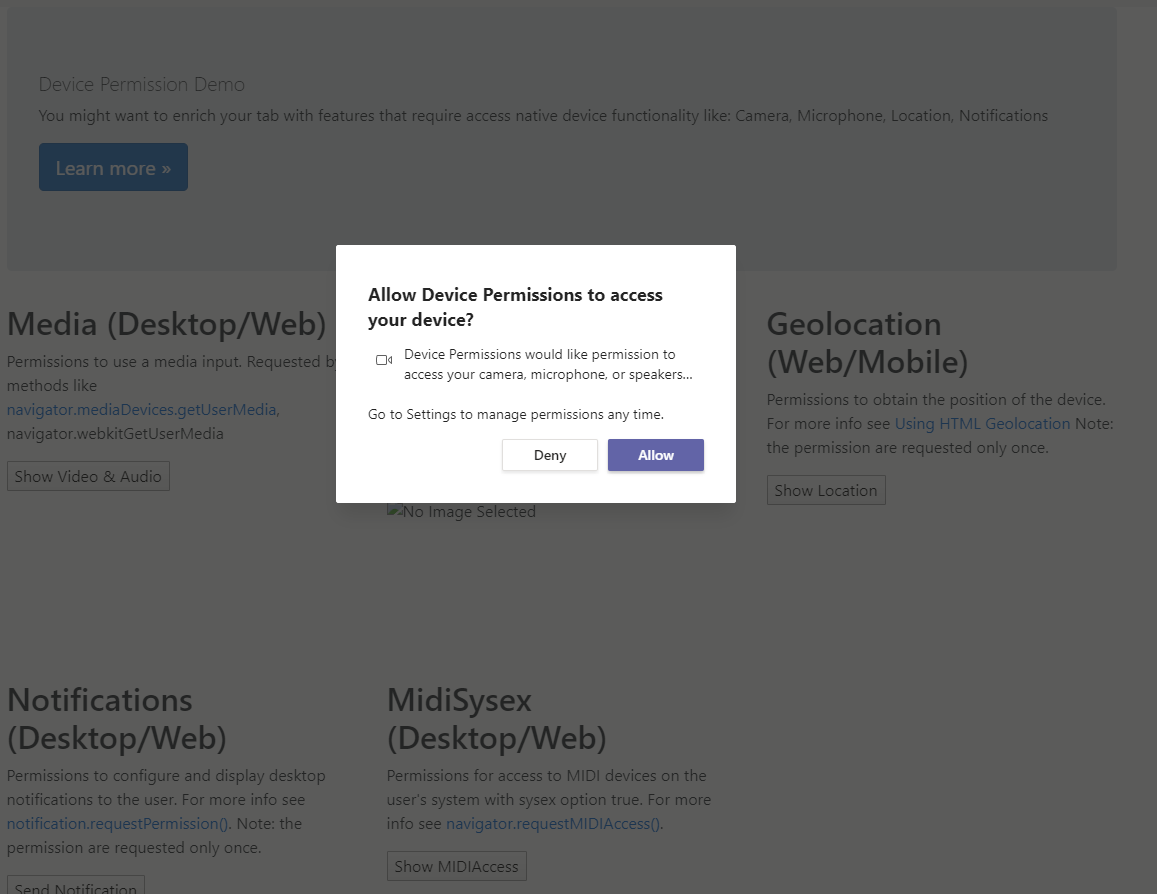 Device Permission Demo
You might want to enrich your tab with features that require access native device functionality like: Camera, Microphone, Location, Notifications
Learn more »
Allow Device Permissions to access
your device?
Device Permissions would like permission to
access your camera, microphone, or speakers...
Go to Settings to manage permissions any time.
Deny
Allow
Media (Desktop/Web)
Permissions to use a media input. Requested
methods like
navigator.mediaDevices.getUserMedia,
navigator.webkitGetUserMedia
Show Video & Audio
No Image Selected
Geolocation
(Web/Mobile)
Permissions to obtain the position of the device.
For more info see Using HTML Geolocation Note:
the permission are requested only once.
Show Location
Notifications
(Desktop/Web)
Permissions to configure and display desktop
notifications to the user. For more info see
notification.requestPermission(). Note: the
permission are requested only once.
Send Notification
MidiSysex
(Desktop/Web)
Permissions for access to MIDI devices on the
user's system with sysex option true. For more
info see navigator.requestMIDIAccess().
Show MIDIAccess